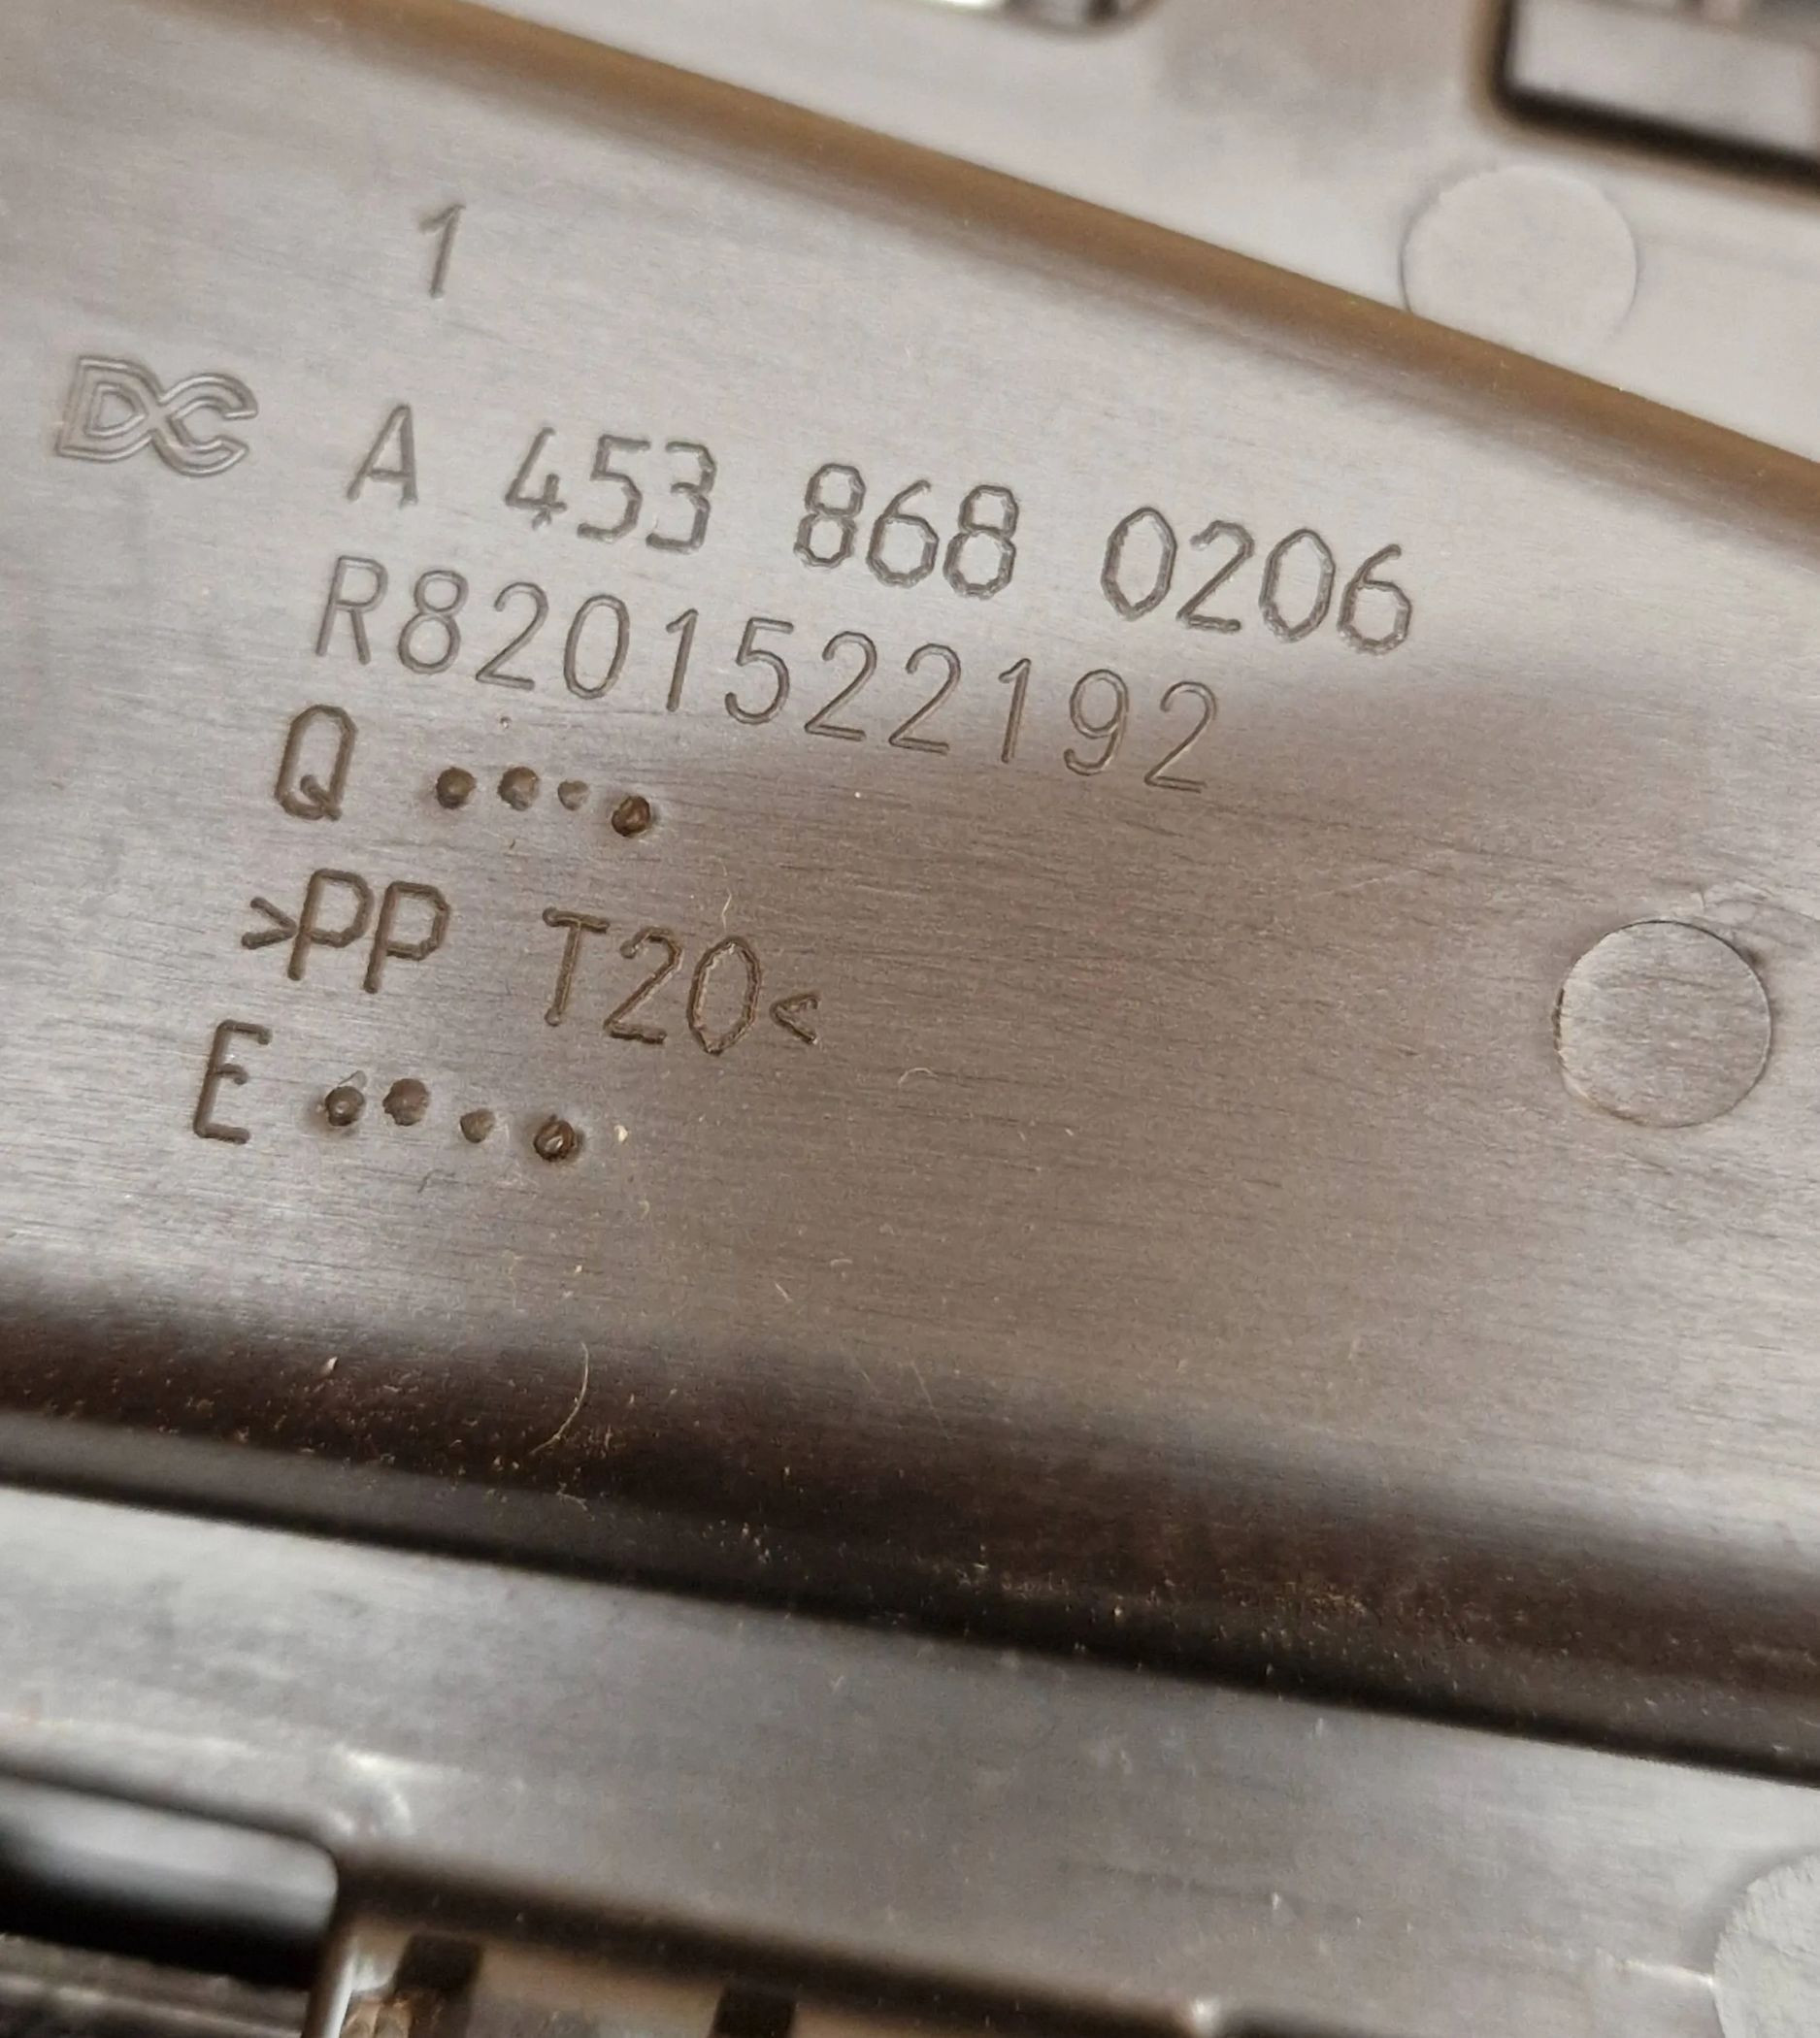 1
DC A 453 868 0206
R8201522192
Q ••••
>PP T20<
E ••••